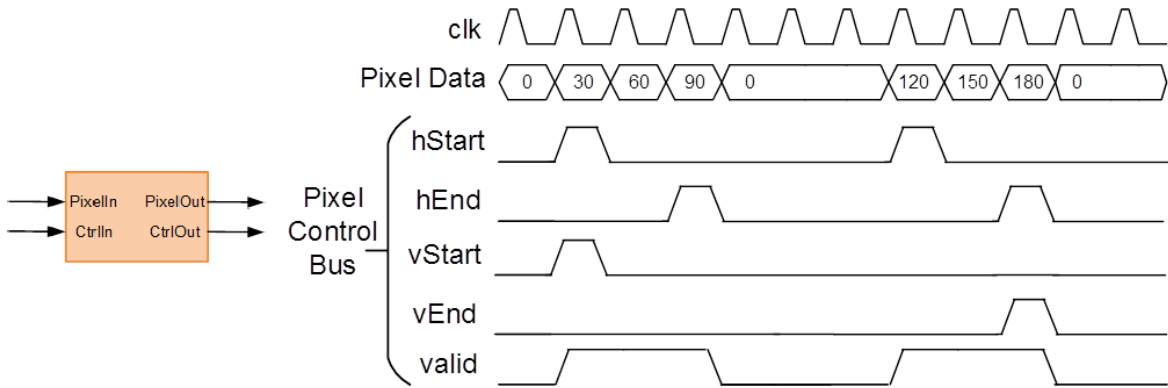 clk
Pixel Data 0 30 60 90 0 120 150 180 0
hStart
hEnd
vStart
vEnd
valid
Pixel
Control
Bus
PixelIn PixelOut
CtrlIn CtrlOut